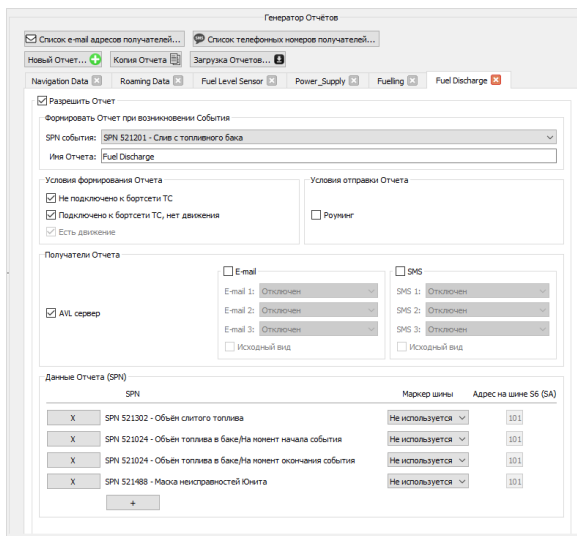 Генератор Отчётов
Список e-mail адресов получателей... SMS Список телефонных номеров получателей...
Новый Отчет... Копия Отчета Загрузка Отчетов...
Navigation Data Roaming Data Fuel Level Sensor Power_Supply Fuelling Fuel Discharge
Разрешить Отчет
Формировать Отчет при возникновении События
SPN события: SPN 521201 - Слив с топливного бака
Имя Отчета: Fuel Discharge
Условия формирования Отчета Условия отправки Отчета
Не подключено к бортсети ТС
Подключено к бортсети ТС, нет движения Роуминг
Есть движение
Получатели Отчета
E-mail SMS
E-mail 1: Отключен SMS 1: Отключен
AVL сервер E-mail 2: Отключен SMS 2: Отключен
E-mail 3: Отключен SMS 3: Отключен
Исходный вид Исходный вид
Данные Отчета (SPN)
SPN Маркер шины Адрес на шине S6 (SA)
X SPN 521302 - Объём слитого топлива Не используется 101
X SPN 521024 - Объём топлива в баке/На момент начала события Не используется 101
X SPN 521024 - Объём топлива в баке/На момент окончания события Не используется 101
X SPN 521488 - Маска неисправностей Юнита Не используется 101
+